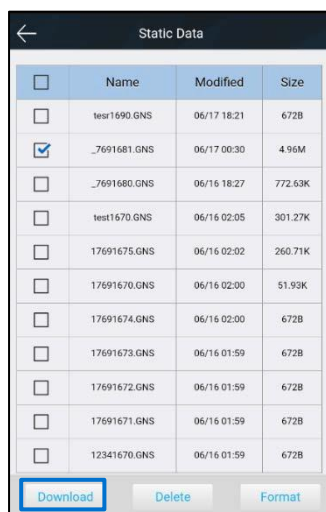 Static Data
Name Modified Size
tesr1690.GNS 06/17 18:21 672B
_7691681.GNS 06/17 00:30 4.96M
_7691680.GNS 06/16 18:27 772.63K
test1670.GNS 06/16 02:05 301.27K
17691675.GNS 06/16 02:02 260.71K
17691670.GNS 06/16 02:00 51.93K
17691674.GNS 06/16 02:00 672B
17691673.GNS 06/16 01:59 672B
17691672.GNS 06/16 01:59 672B
17691671.GNS 06/16 01:59 672B
12341670.GNS 06/16 01:59 672B
Download Delete Format